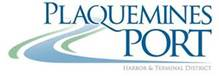 PLAQUEMINES
PORT
HARBOR & TERMINAL DISTRICT